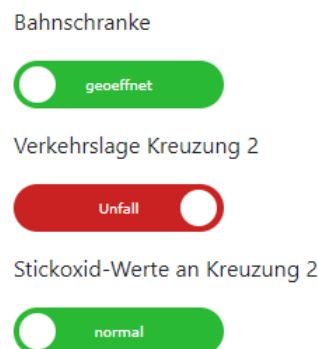 Bahnschranke
geoeffnet
Verkehrslage Kreuzung 2
Unfall
Stickoxid-Werte an Kreuzung 2
normal